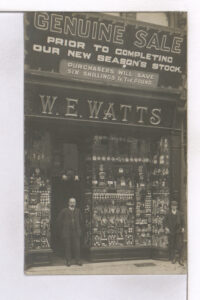 GENUINE SALE
PRIOR TO COMPLETING
OUR NEW SEASON'S STOCK.
PURCHASERS WILL SAVE
SIX SHILLINGS IN THE POUND
W. E. WATTS